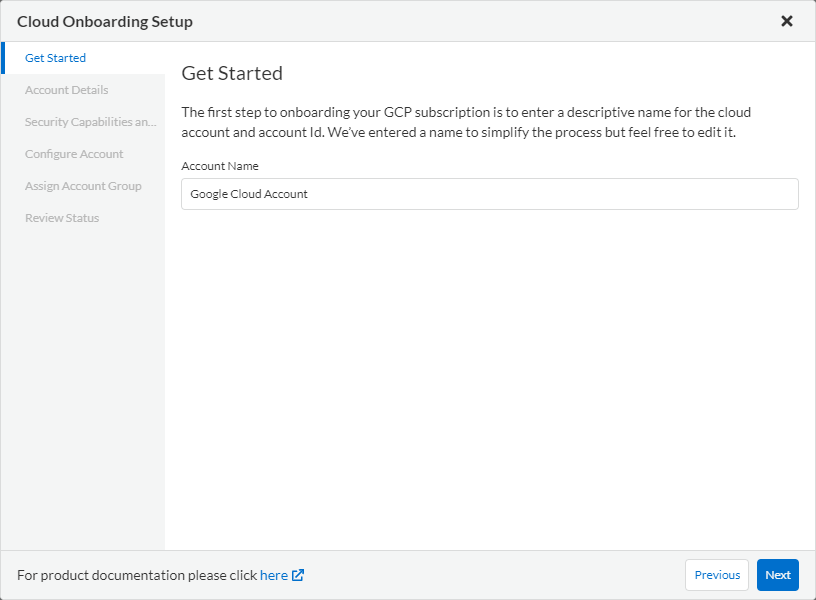 Cloud Onboarding Setup
Get Started
Account Details
Security Capabilities an...
Configure Account
Assign Account Group
Review Status
Get Started
The first step to onboarding your GCP subscription is to enter a descriptive name for the cloud
account and account Id. We've entered a name to simplify the process but feel free to edit it.
Account Name
Google Cloud Account
For product documentation please click here
Previous
Next